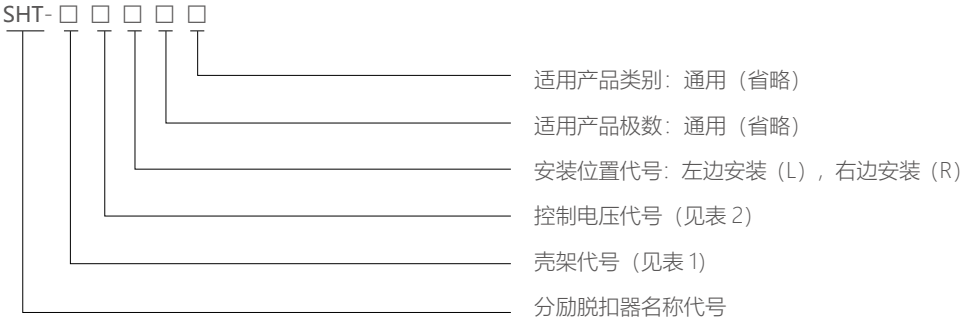 SHT-□ □ □ □ □
适用产品类别：通用（省略）
适用产品极数：通用（省略）
安装位置代号：左边安装（L），右边安装（R）
控制电压代号（见表 2）
壳架代号（见表 1）
分励脱扣器名称代号